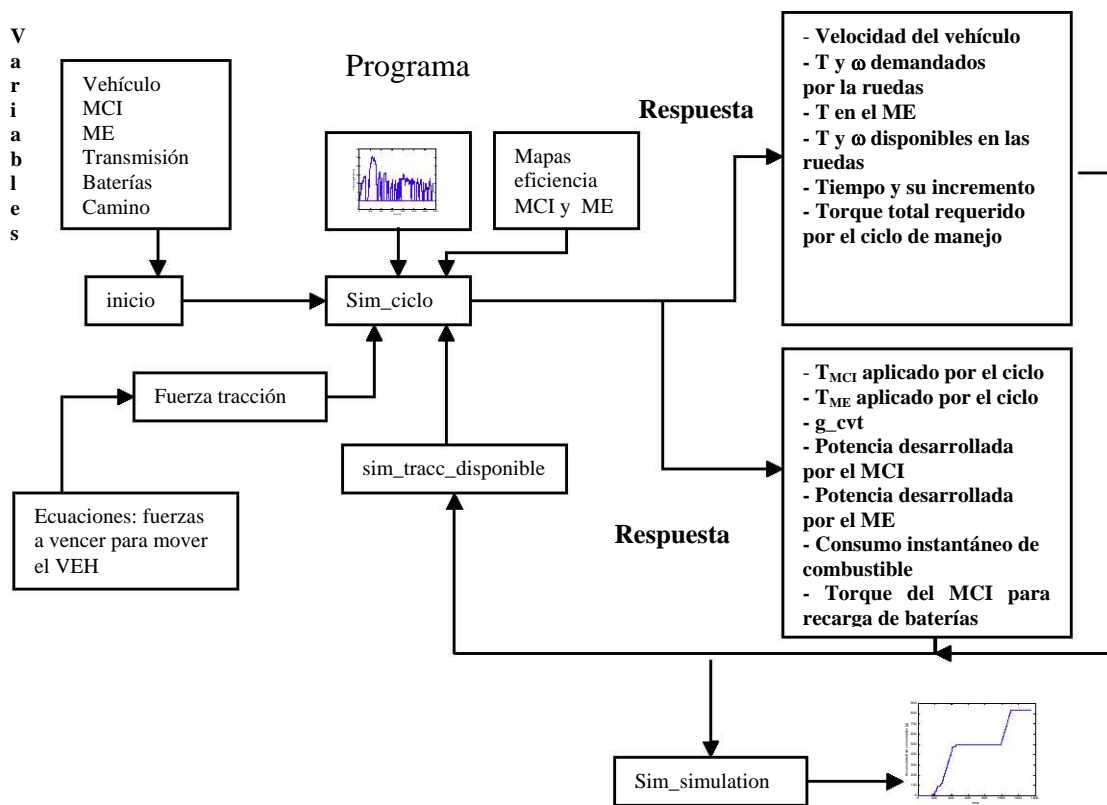 Variables
Vehículo
MCI
ME
Transmisión
Baterías
Camino
Programa
Mapas
eficiencia
MCI y ME
Respuesta
- Velocidad del vehículo
- T y ω demandados
por la ruedas
- T en el ME
- T y ω disponibles en las
ruedas
- Tiempo y su incremento
- Torque total requerido
por el ciclo de manejo
inicio
Sim_ciclo
Fuerza tracción
sim_tracc_disponible
Ecuaciones: fuerzas
a vencer para mover
el VEH
Respuesta
- TMCI aplicado por el ciclo
- TME aplicado por el ciclo
- g_cvt
- Potencia desarrollada
por el MCI
- Potencia desarrollada
por el ME
- Consumo instantáneo de
combustible
- Torque del MCI para
recarga de baterías
Sim_simulation